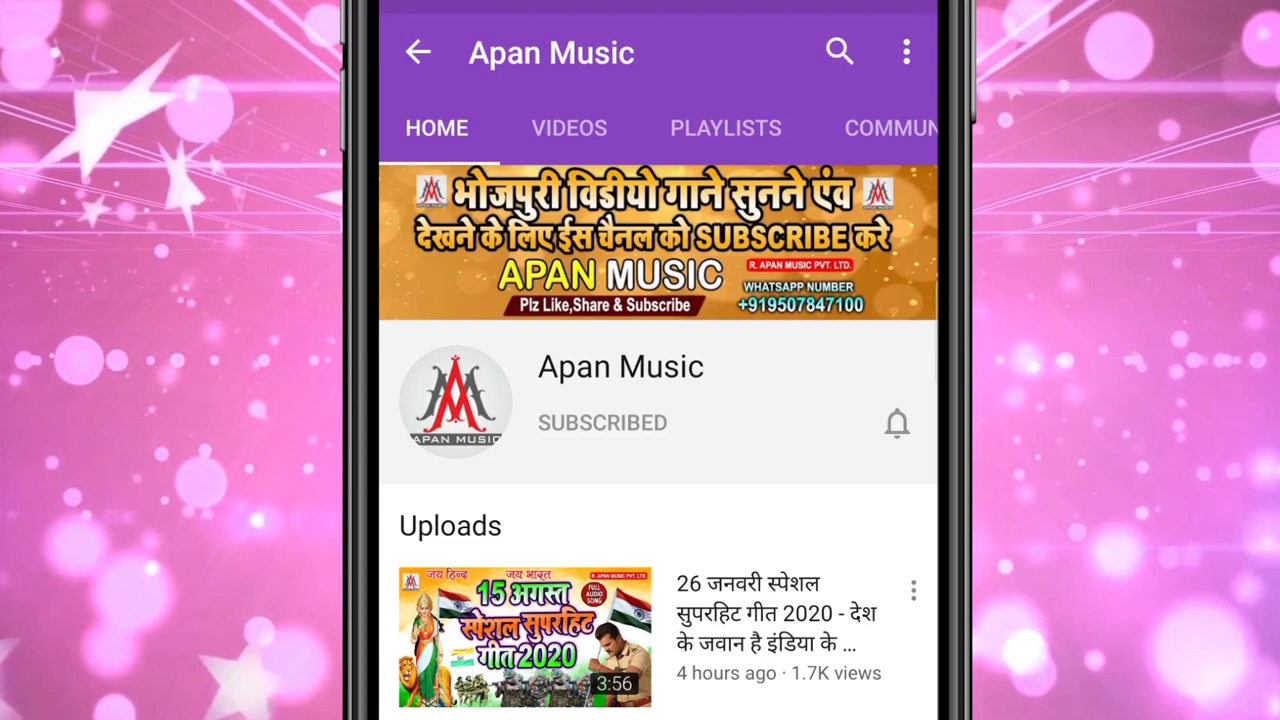 Apan Music
HOME VIDEOS PLAYLISTS COMMUN
भोजपुरी विडीयो गाने सुनने एंव
देखने के लिए ईस चैनल को SUBSCRIBE करे
APAN MUSIC
R. APAN MUSIC PVT. LTD.
WHATSAPP NUMBER
+919507847100
Plz Like,Share & Subscribe
Apan Music
SUBSCRIBED
APAN MUSIC
Uploads
जय हिन्द जय भारत
R. APAN MUSIC PVT. LTD
15 अगस्त
FULL
AUDIO
SONG
स्पेशल सुपरहिट
गीत 2020
3:56
26 जनवरी स्पेशल
सुपरहिट गीत 2020 - देश
के जवान है इंडिया के ...
4 hours ago · 1.7K views